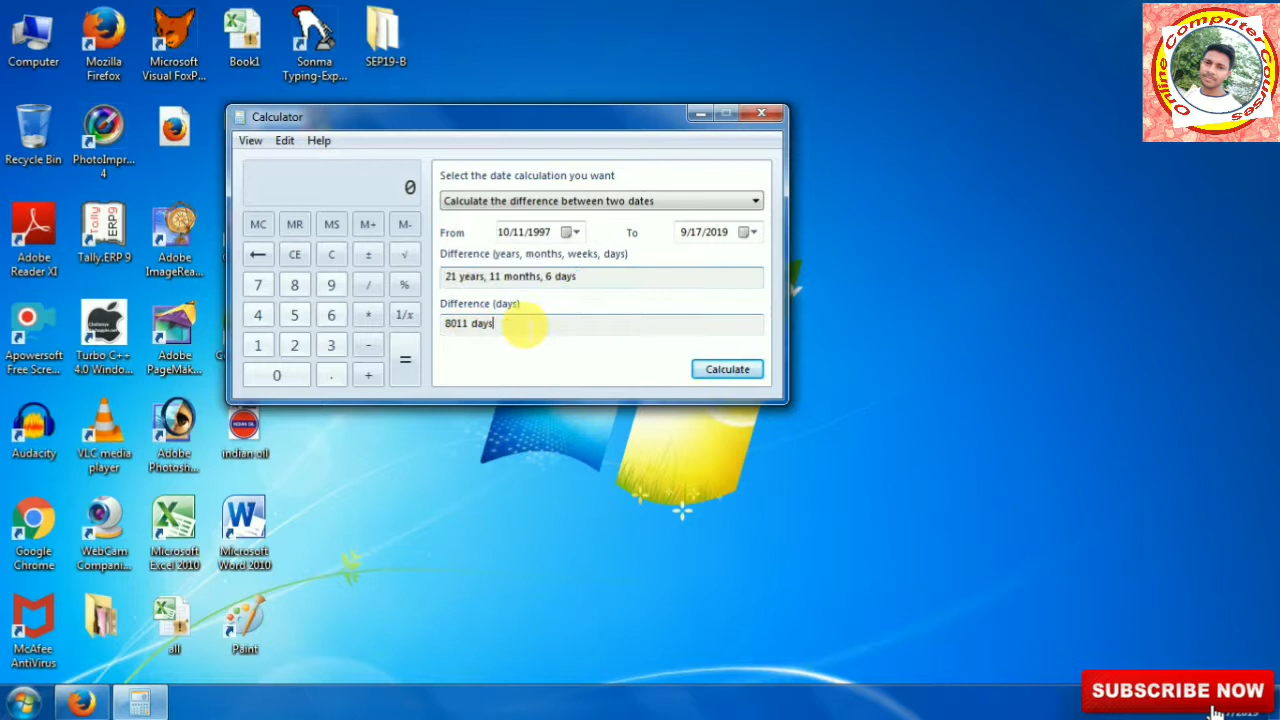 Computer
Mozilla
Firefox
Microsoft
Visual FoxP...
Book1
Sonma
Typing-Exp...
SEP19-B
Online Computer Courses
Recycle Bin
PhotoImpr...
4
Adobe
Reader XI
Tally.ERP 9
Adobe
ImageRea...
Apowersoft
Free Scre...
Turbo C++
4.0 Windo...
Adobe
PageMak...
Audacity
VLC media
player
Adobe
Photosh...
indian oil
INDIAN OIL
Google
Chrome
WebCam
Compani...
Microsoft
Excel 2010
Microsoft
Word 2010
McAfee
AntiVirus
all
Paint
Calculator
View Edit Help
0
MC MR MS M+ M-
← CE C ± √
7 8 9 / %
4 5 6 * 1/x
1 2 3 - =
0 . +
Select the date calculation you want
Calculate the difference between two dates
From 10/11/1997 To 9/17/2019
Difference (years, months, weeks, days)
21 years, 11 months, 6 days
Difference (days)
8011 days
Calculate
SUBSCRIBE NOW